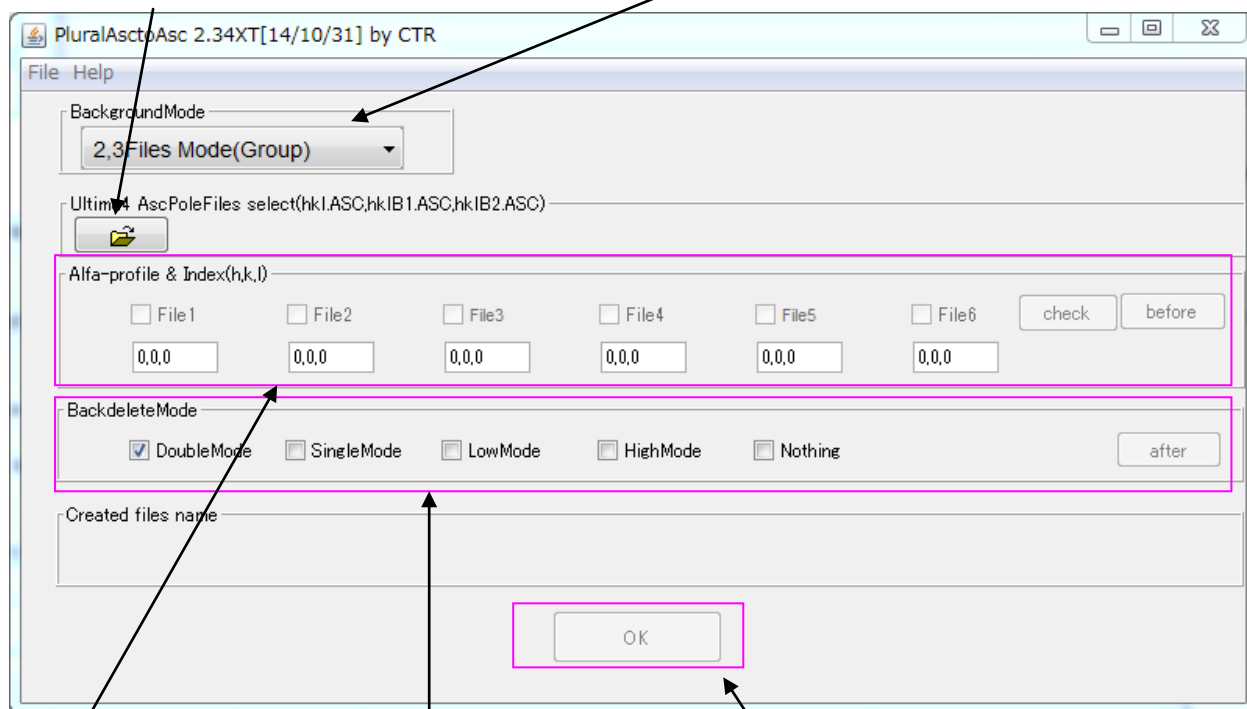 PluralAsctoAsc 2.34XT[14/10/31] by CTR
File Help
BackgroundMode
2,3Files Mode(Group)
Ultima4 AscPoleFiles select(hkl.ASC,hklB1.ASC,hklB2.ASC)
Alfa-profile & Index(h,k,l)
File1 File2 File3 File4 File5 File6 check before
0,0,0 0,0,0 0,0,0 0,0,0 0,0,0 0,0,0
BackdeleteMode
DoubleMode SingleMode LowMode HighMode Nothing after
Created files name
OK